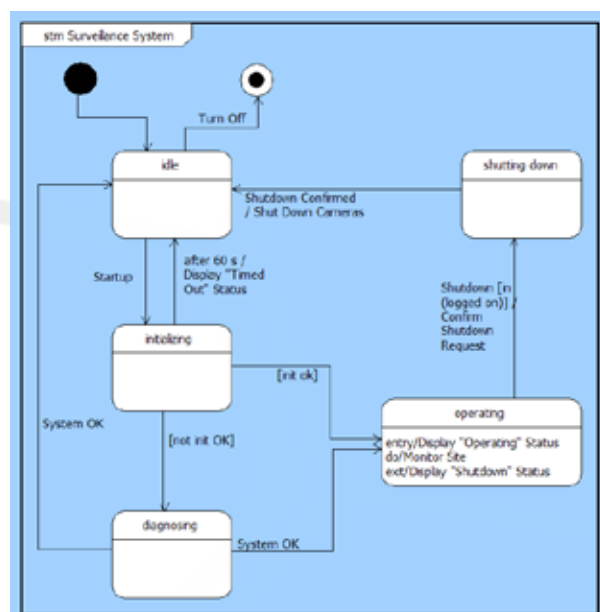 stm Surveilance System
Turn Off
idle
shutting down
Shutdown Confirmed
/ Shut Down Cameras
after 60 s /
Display "Timed
Out" Status
Startup
Shutdown [in
(logged on)] /
Confirm
Shutdown
Request
initializing
[init ok]
operating
System OK
[not init OK]
entry/Display "Operating" Status
do/Monitor Site
exit/Display "Shutdown" Status
diagnosing
System OK